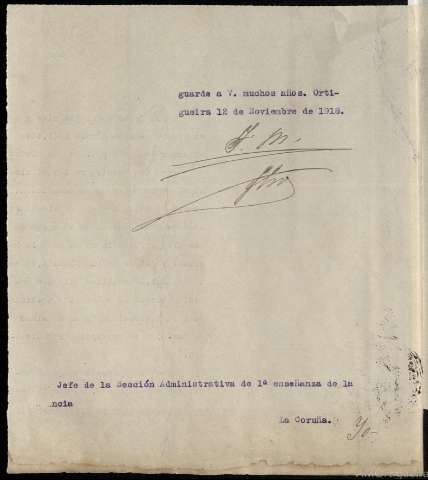 guarde a V. muchos años. Orti-
gueira 12 de Noviembre de 1918.
Jefe de la Sección Administrativa de 1ª enseñanza de la
ncia
La Coruña.